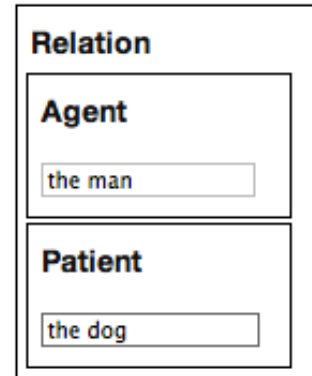 Relation
Agent
the man
Patient
the dog